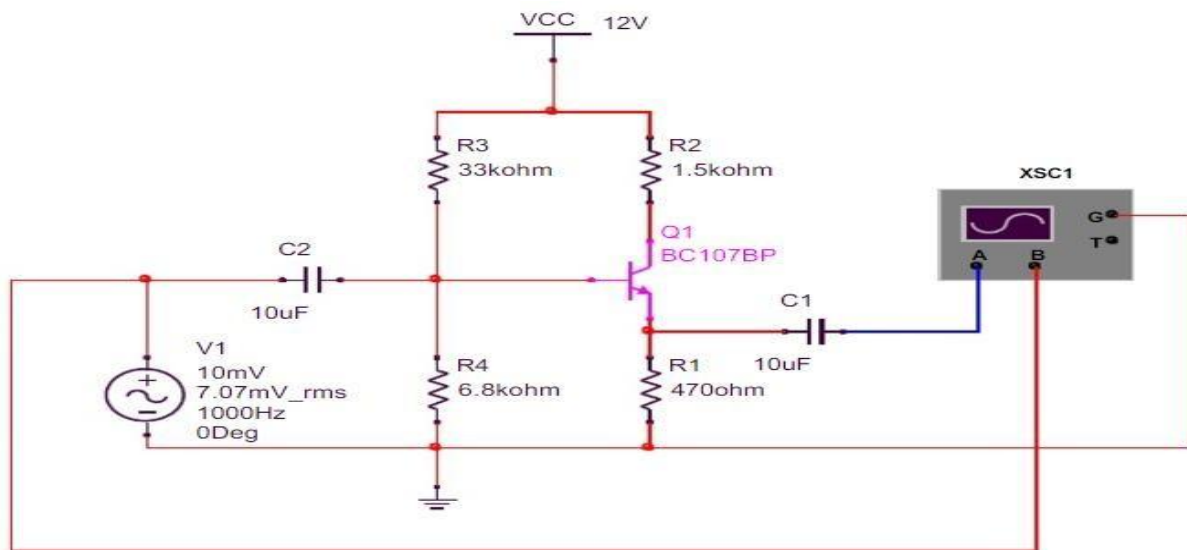 VCC 12V
R3
33kohm
R2
1.5kohm
XSC1
G
T
A B
Q1
BC107BP
C2
10uF
C1
10uF
V1
10mV
7.07mV_rms
1000Hz
0Deg
R4
6.8kohm
R1
470ohm